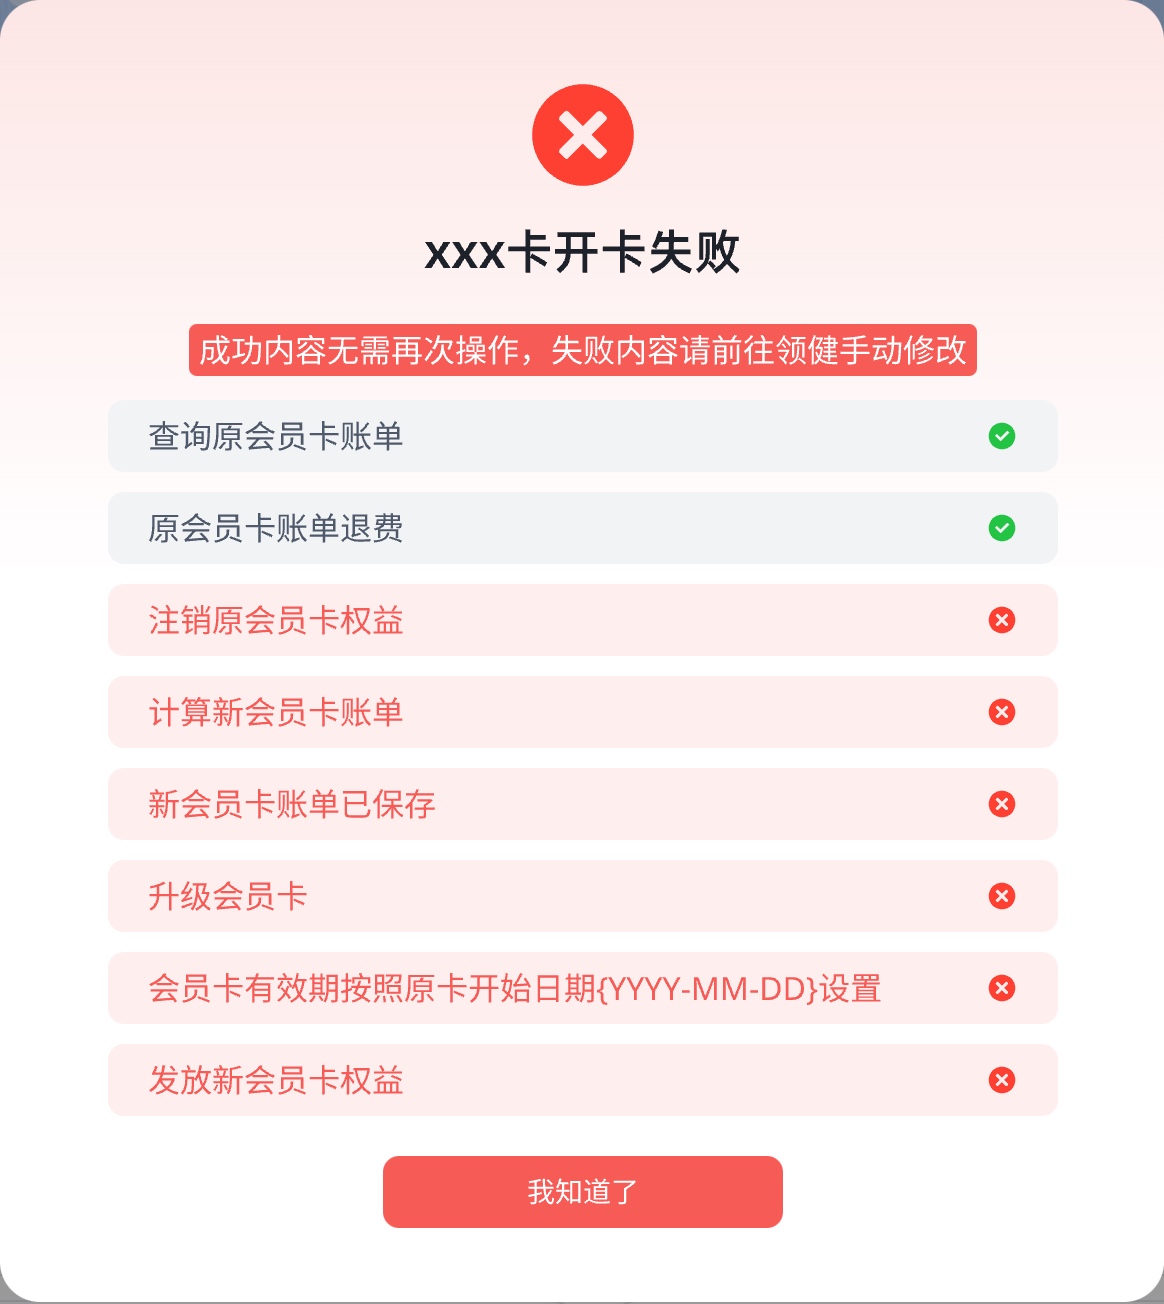 xxx卡开卡失败
成功内容无需再次操作，失败内容请前往领健手动修改
查询原会员卡账单
原会员卡账单退费
注销原会员卡权益
计算新会员卡账单
新会员卡账单已保存
升级会员卡
会员卡有效期按照原卡开始日期{YYYY-MM-DD}设置
发放新会员卡权益
我知道了